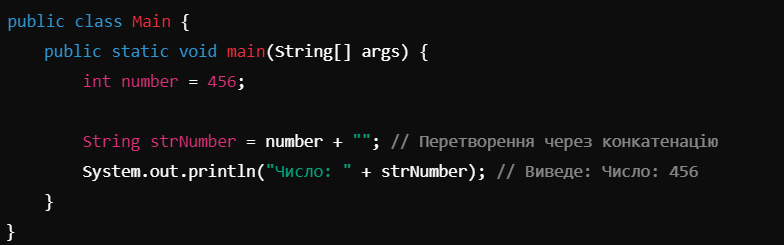 public class Main {
public static void main(String[] args) {
int number = 456;
String strNumber = number + ""; // Перетворення через конкатенацію
System.out.println("Число: " + strNumber); // Виведе: Число: 456
}
}